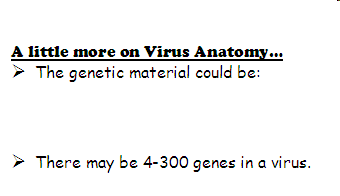 A little more on Virus Anatomy...
➢ The genetic material could be:
➢ There may be 4-300 genes in a virus.